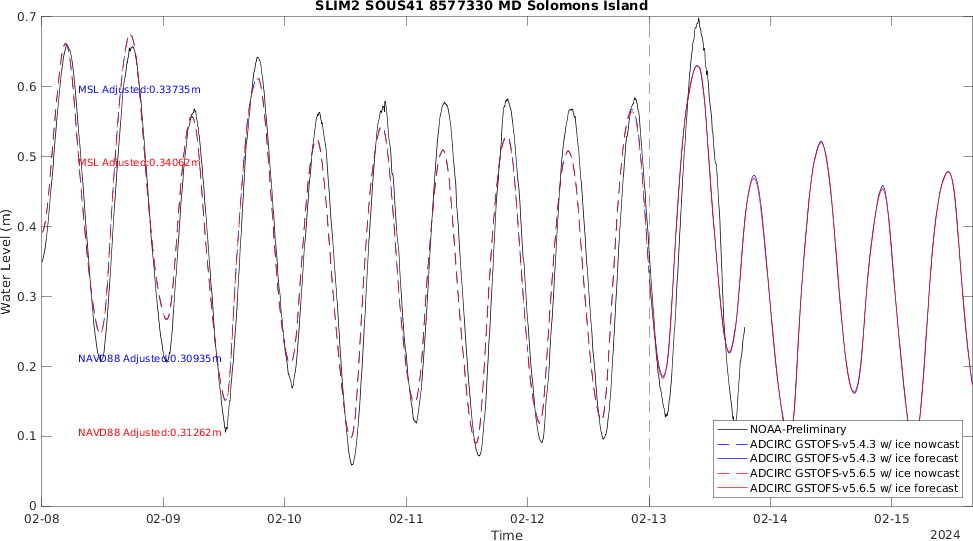 SLIM2 SOUS41 8577330 MD Solomons Island
0.7
0.6
0.5
0.4
0.3
0.2
0.1
0
Water Level (m)
MSL Adjusted:0.33735m
MSL Adjusted:0.34062m
NAVD88 Adjusted:0.30935m
NAVD88 Adjusted:0.31262m
NOAA-Preliminary
ADCIRC GSTOFS-v5.4.3 w/ ice nowcast
ADCIRC GSTOFS-v5.4.3 w/ ice forecast
ADCIRC GSTOFS-v5.6.5 w/ ice nowcast
ADCIRC GSTOFS-v5.6.5 w/ ice forecast
02-08 02-09 02-10 02-11 02-12 02-13 02-14 02-15
Time
2024